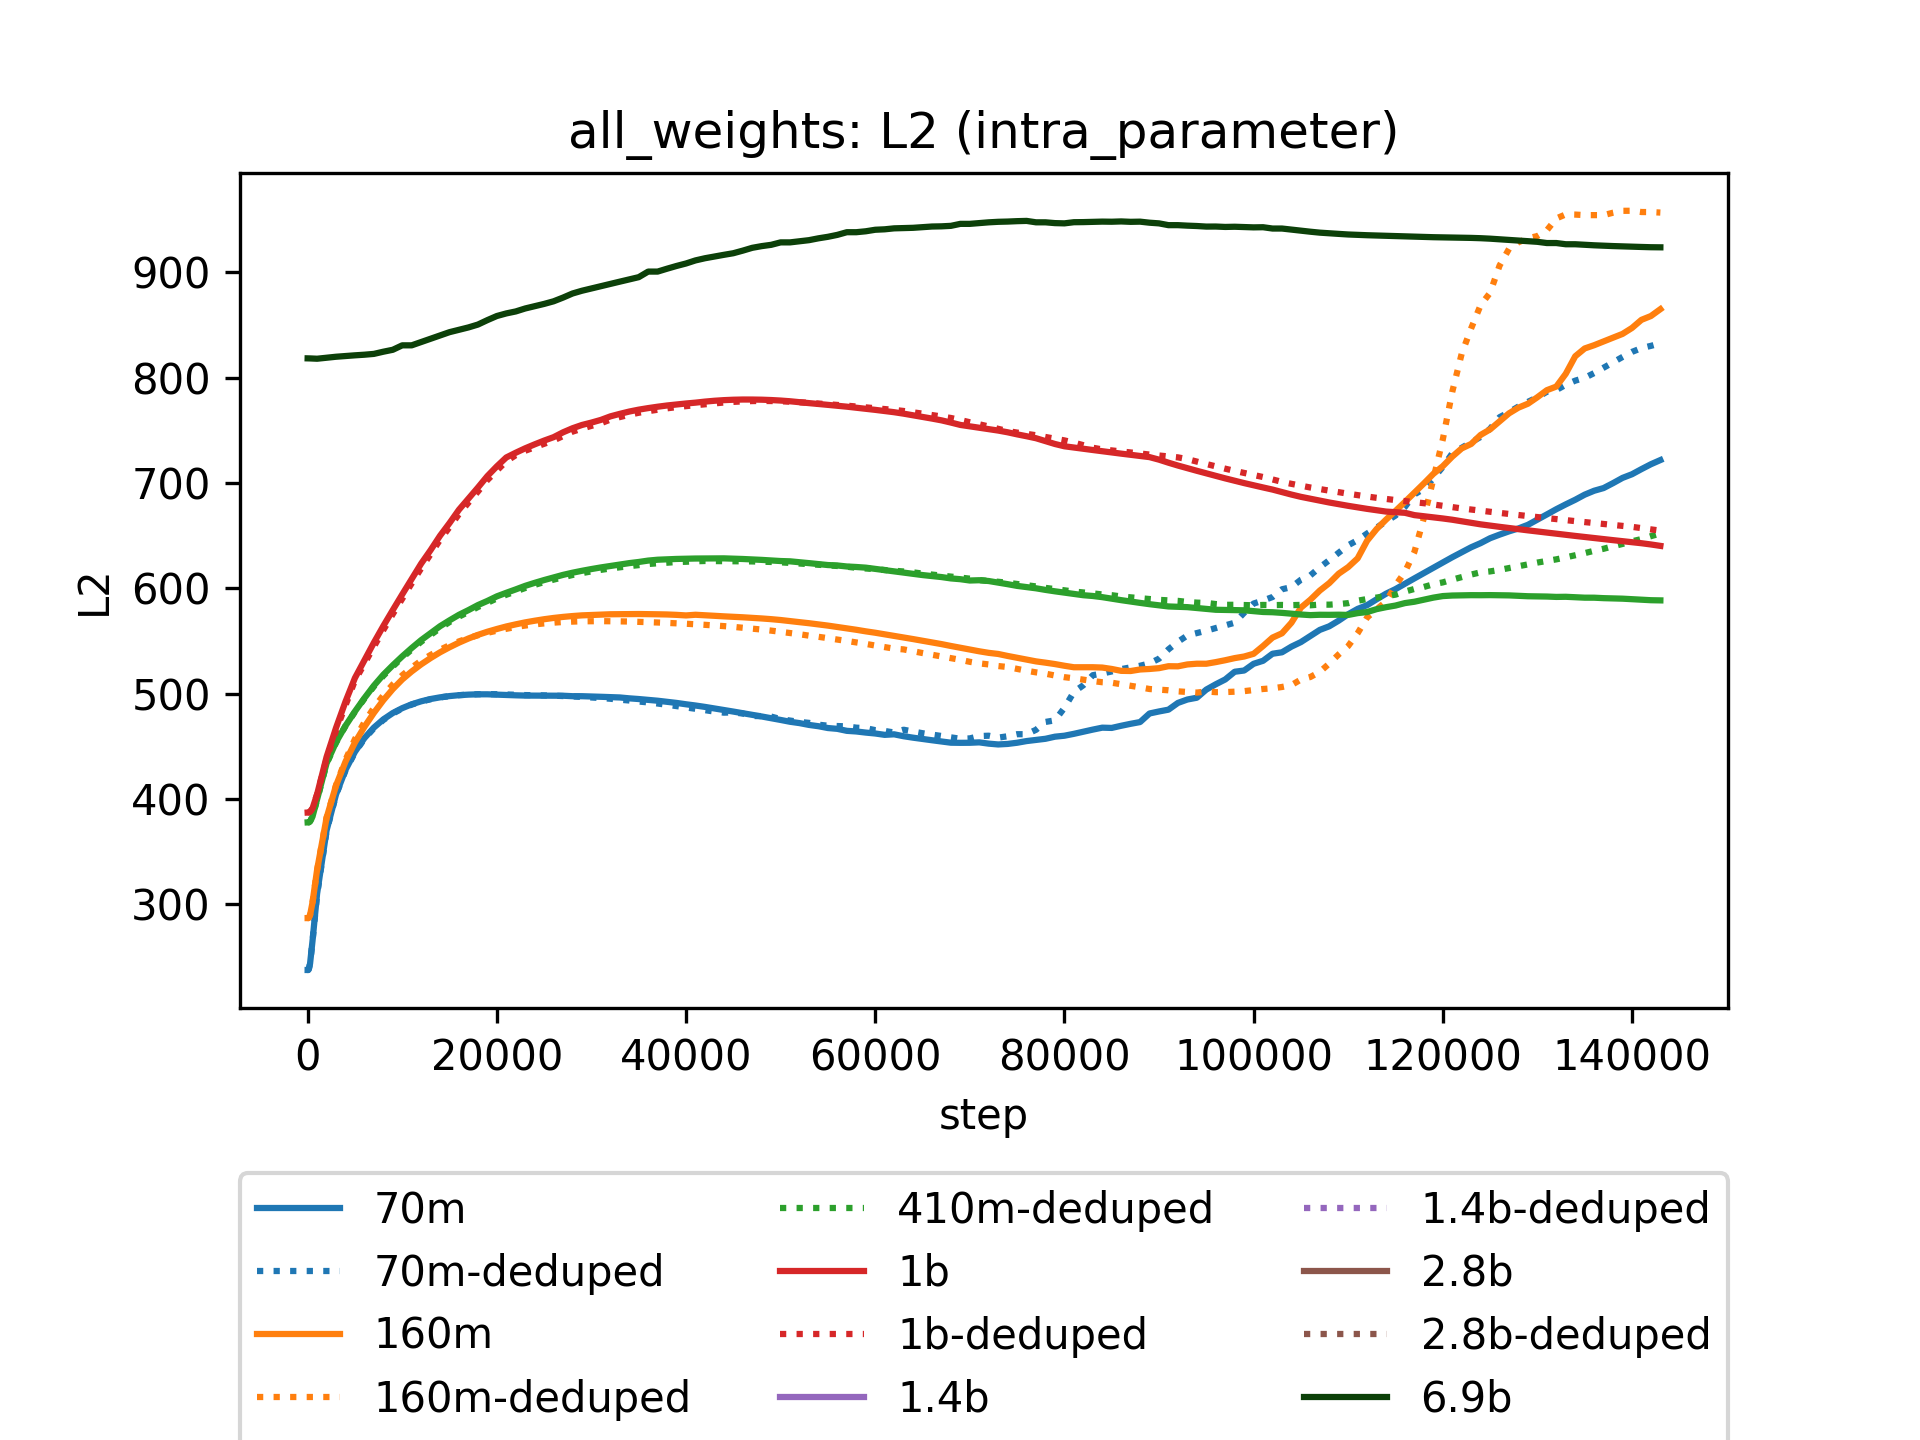 all_weights: L2 (intra_parameter)
L2
900
800
700
600
500
400
300
0 20000 40000 60000 80000 100000 120000 140000
step
70m
70m-deduped
160m
160m-deduped
410m-deduped
1b
1b-deduped
1.4b
1.4b-deduped
2.8b
2.8b-deduped
6.9b